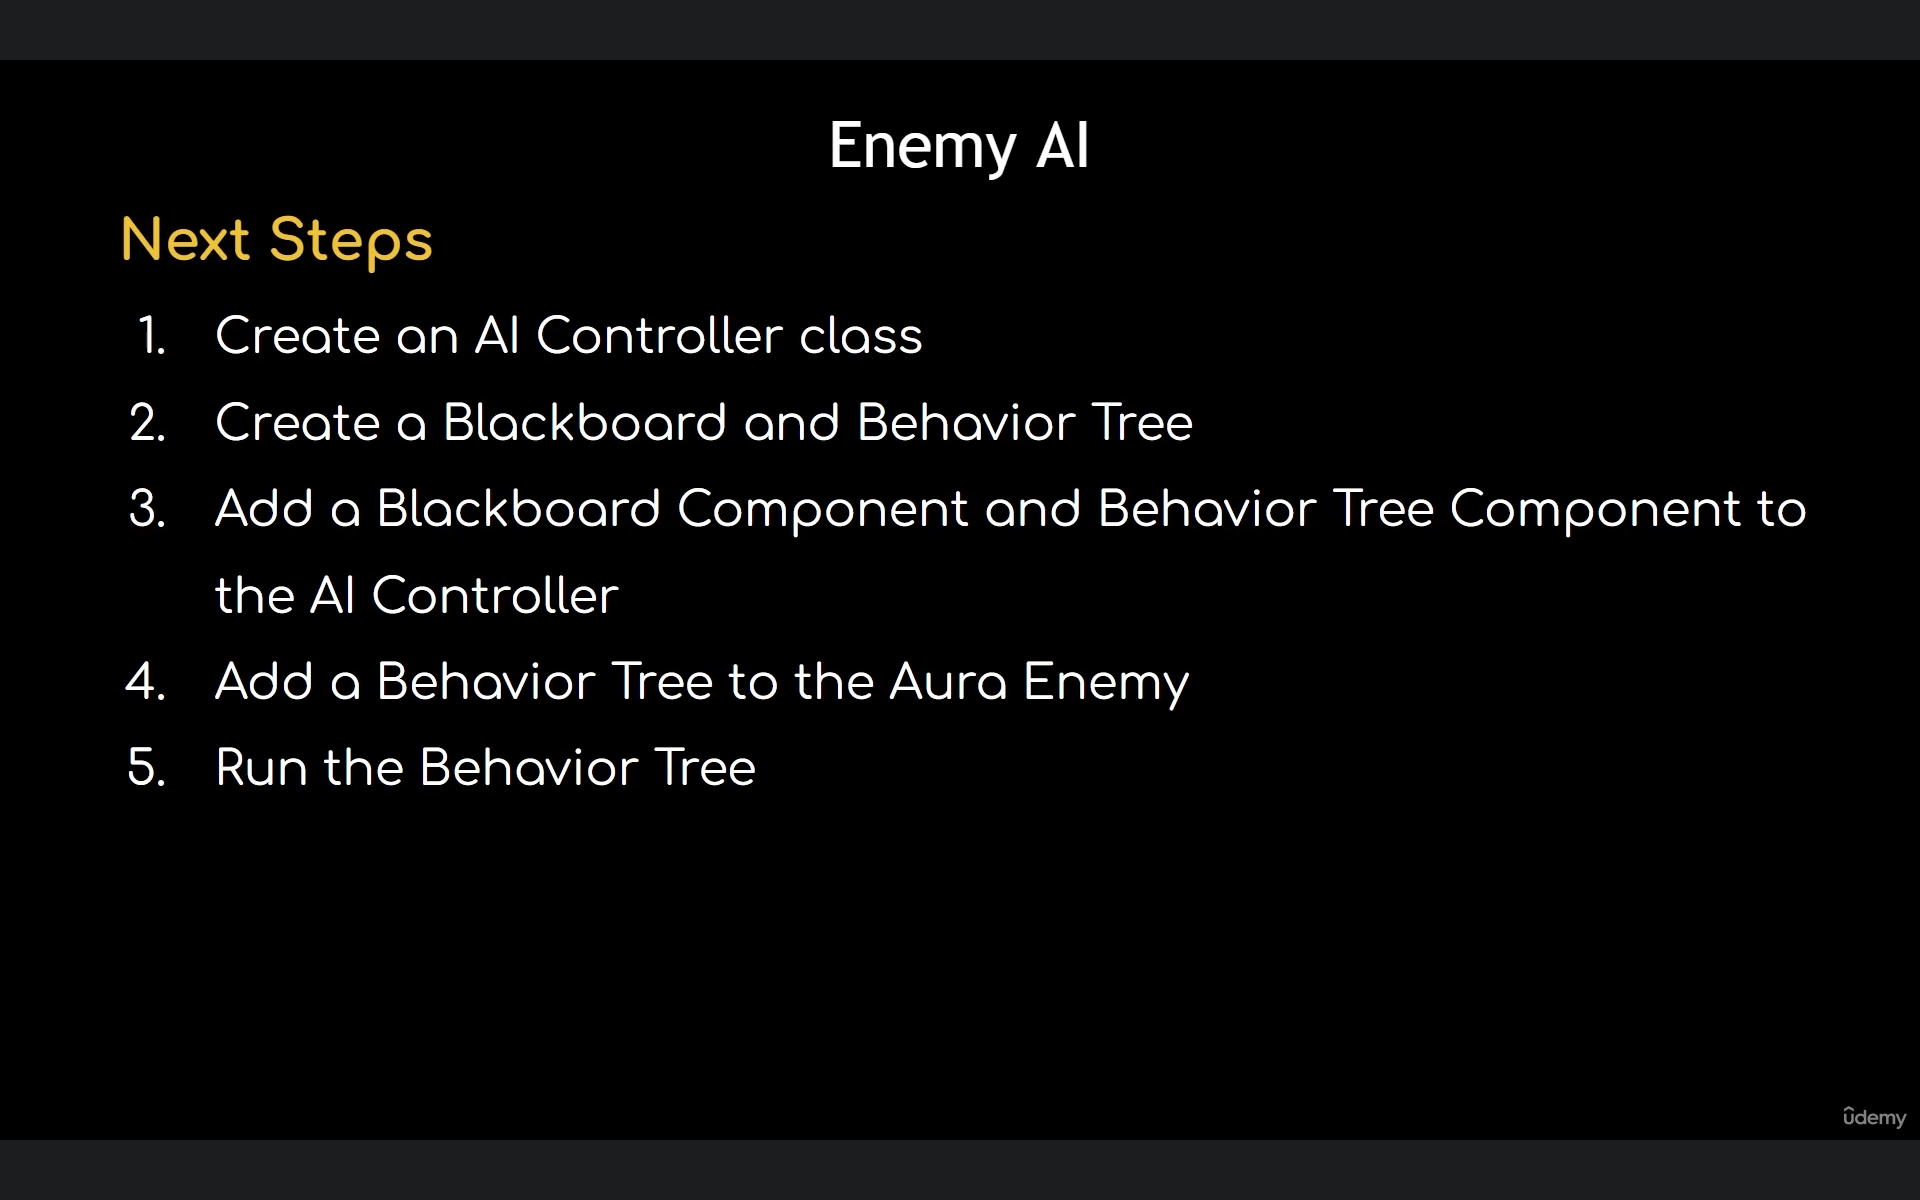 Enemy AI
Next Steps
1. Create an AI Controller class
2. Create a Blackboard and Behavior Tree
3. Add a Blackboard Component and Behavior Tree Component to
the AI Controller
4. Add a Behavior Tree to the Aura Enemy
5. Run the Behavior Tree
ûdemy